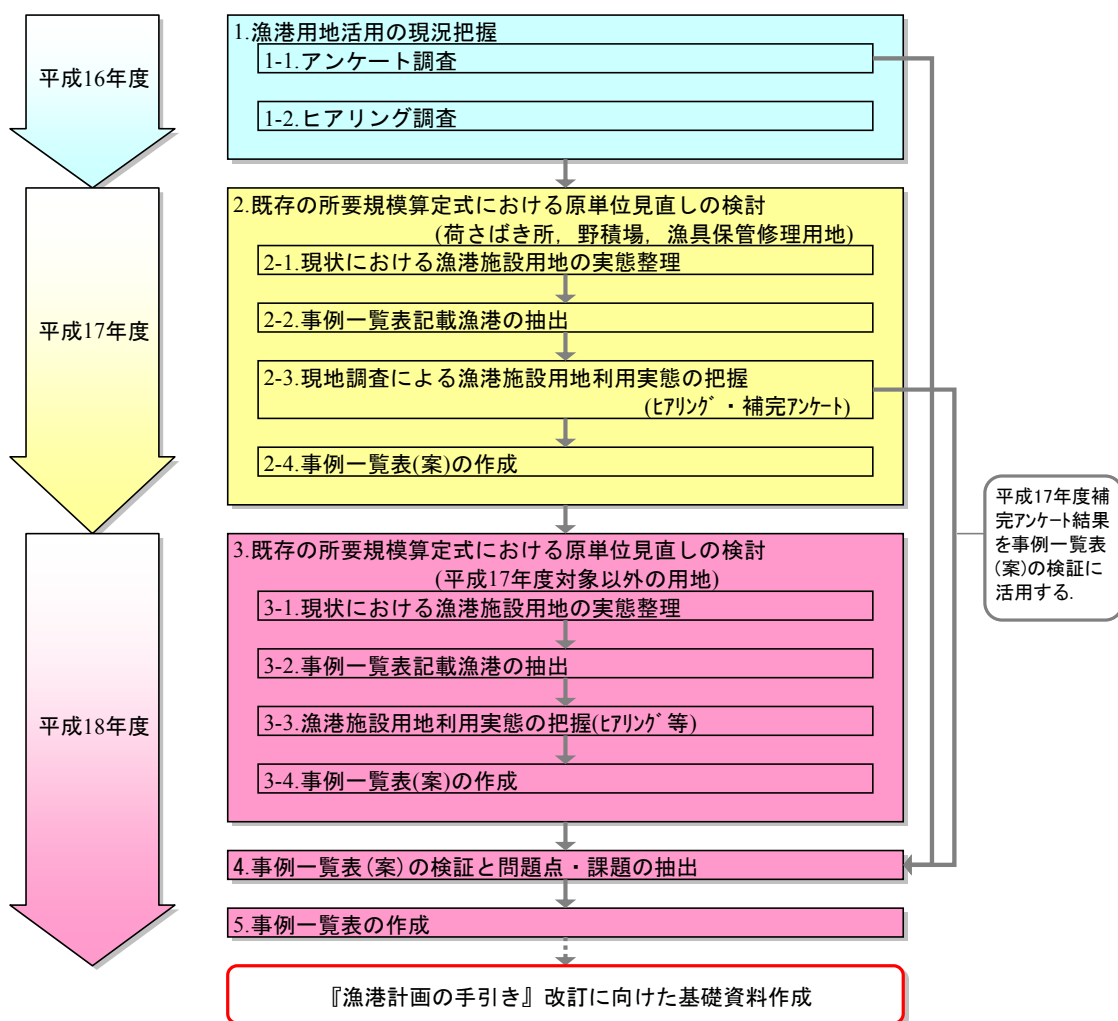 平成16年度
1.漁港用地活用の現況把握
1-1.アンケート調査
1-2.ヒアリング調査
平成17年度
2.既存の所要規模算定式における原単位見直しの検討
(荷さばき所，野積場，漁具保管修理用地)
2-1.現状における漁港施設用地の実態整理
2-2.事例一覧表記載漁港の抽出
2-3.現地調査による漁港施設用地利用実態の把握
(ﾋｱﾘﾝｸﾞ・補完ｱﾝｹｰﾄ)
2-4.事例一覧表(案)の作成
平成17年度補
完ｱﾝｹｰﾄ結果
を事例一覧表
(案)の検証に
活用する.
平成18年度
3.既存の所要規模算定式における原単位見直しの検討
(平成17年度対象以外の用地)
3-1.現状における漁港施設用地の実態整理
3-2.事例一覧表記載漁港の抽出
3-3.漁港施設用地利用実態の把握(ﾋｱﾘﾝｸﾞ等)
3-4.事例一覧表(案)の作成
4.事例一覧表(案)の検証と問題点・課題の抽出
5.事例一覧表の作成
『漁港計画の手引き』改訂に向けた基礎資料作成